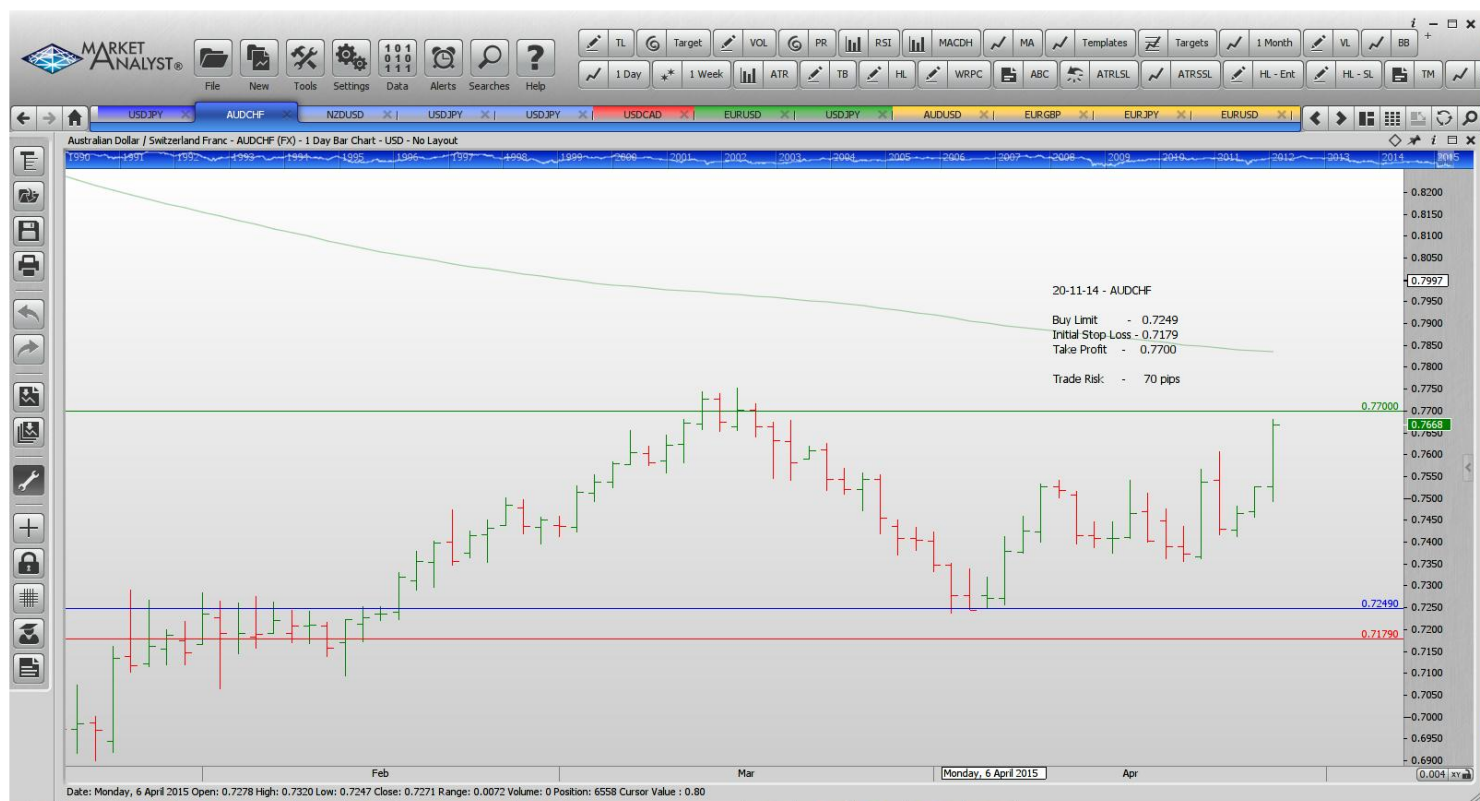 MARKET
ANALYST®
File
New
Tools
Settings
Data
Alerts
Searches
Help
TL
Target
VOL
PR
RSI
MACDH
MA
Templates
Targets
1 Month
VL
BB
1 Day
1 Week
ATR
TB
HL
WRPC
ABC
ATRLSL
ATRSSL
HL - Ent
HL - SL
TM
USDJPY
AUDCHF
NZDUSD
USDJPY
USDJPY
USDCAD
EURUSD
USDJPY
AUDUSD
EURGBP
EURJPY
EURUSD
Australian Dollar / Switzerland Franc - AUDCHF (FX) - 1 Day Bar Chart - USD - No Layout
1990 1991 1992 1993 1994 1995 1996 1997 1998 1999 2000 2001 2002 2003 2004 2005 2006 2007 2008 2009 2010 2011 2012 2013 2014 2015
0.8200
0.8150
0.8100
0.8050
0.7997
0.7950
0.7900
0.7850
0.7800
0.7750
0.7700
0.7668
0.7650
0.7600
0.7550
0.7500
0.7450
0.7400
0.7350
0.7300
0.7250
0.7200
0.7150
0.7100
0.7050
0.7000
0.6950
0.6900
20-11-14 - AUDCHF
Buy Limit - 0.7249
Initial Stop Loss - 0.7179
Take Profit - 0.7700
Trade Risk - 70 pips
0.77000
0.72490
0.71790
Feb
Mar
Monday, 6 April 2015
Apr
0.004 XY
Date: Monday, 6 April 2015 Open: 0.7278 High: 0.7320 Low: 0.7247 Close: 0.7271 Range: 0.0072 Volume: 0 Position: 6558 Cursor Value : 0.80